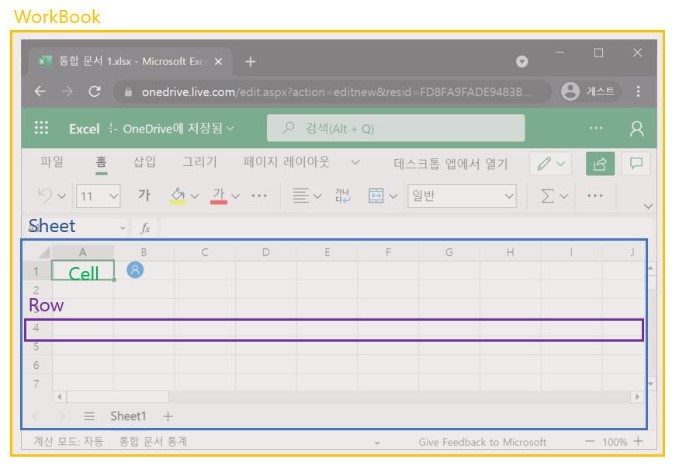 WorkBook
통합 문서 1.xlsx - Microsoft Exc × +
onedrive.live.com/edit.aspx?action=editnew&resid=FD8FA9FADE9483B... 게스트
Excel - OneDrive에 저장됨 검색(Alt + Q) ...
파일 홈 삽입 그리기 페이지 레이아웃 데스크톱 앱에서 열기
11 가 가 ... 가나다 일반 ∑ ...
Sheet fx
A B C D E F G H I J
1 Cell
2
Row
4
5
6
7
Sheet1 +
계산 모드: 자동 통합 문서 통계 Give Feedback to Microsoft — 100% +